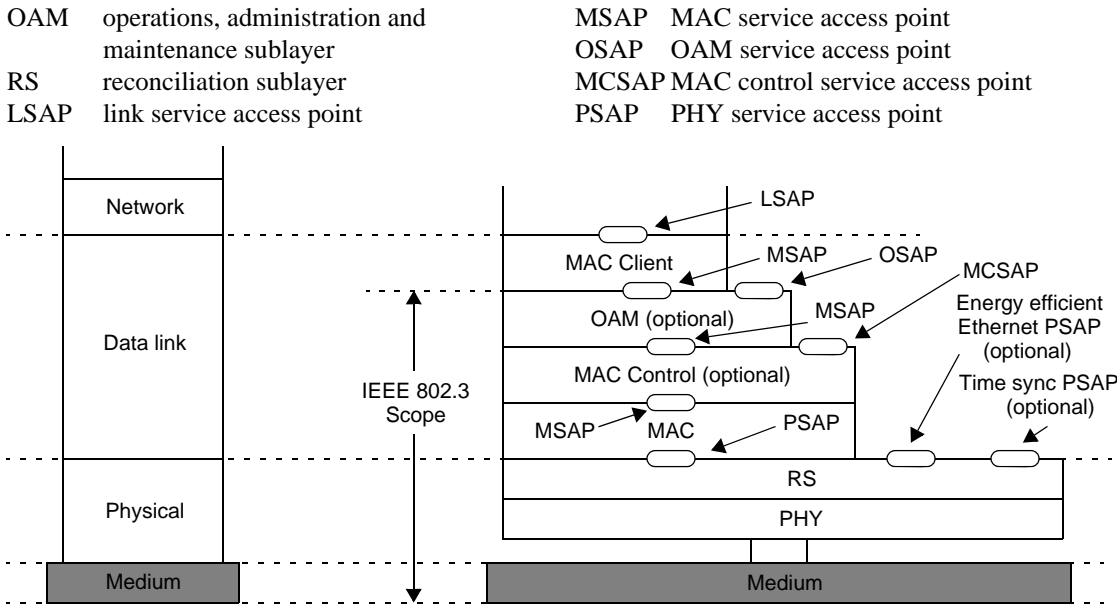 OAM operations, administration and
maintenance sublayer
RS reconciliation sublayer
LSAP link service access point
MSAP MAC service access point
OSAP OAM service access point
MCSAP MAC control service access point
PSAP PHY service access point
Network
Data link
Physical
Medium
IEEE 802.3
Scope
LSAP
MAC Client
MSAP
OSAP
MCSAP
OAM (optional)
MSAP
Energy efficient
Ethernet PSAP
(optional)
MAC Control (optional)
Time sync PSAP
(optional)
MSAP
MAC
PSAP
RS
PHY
Medium